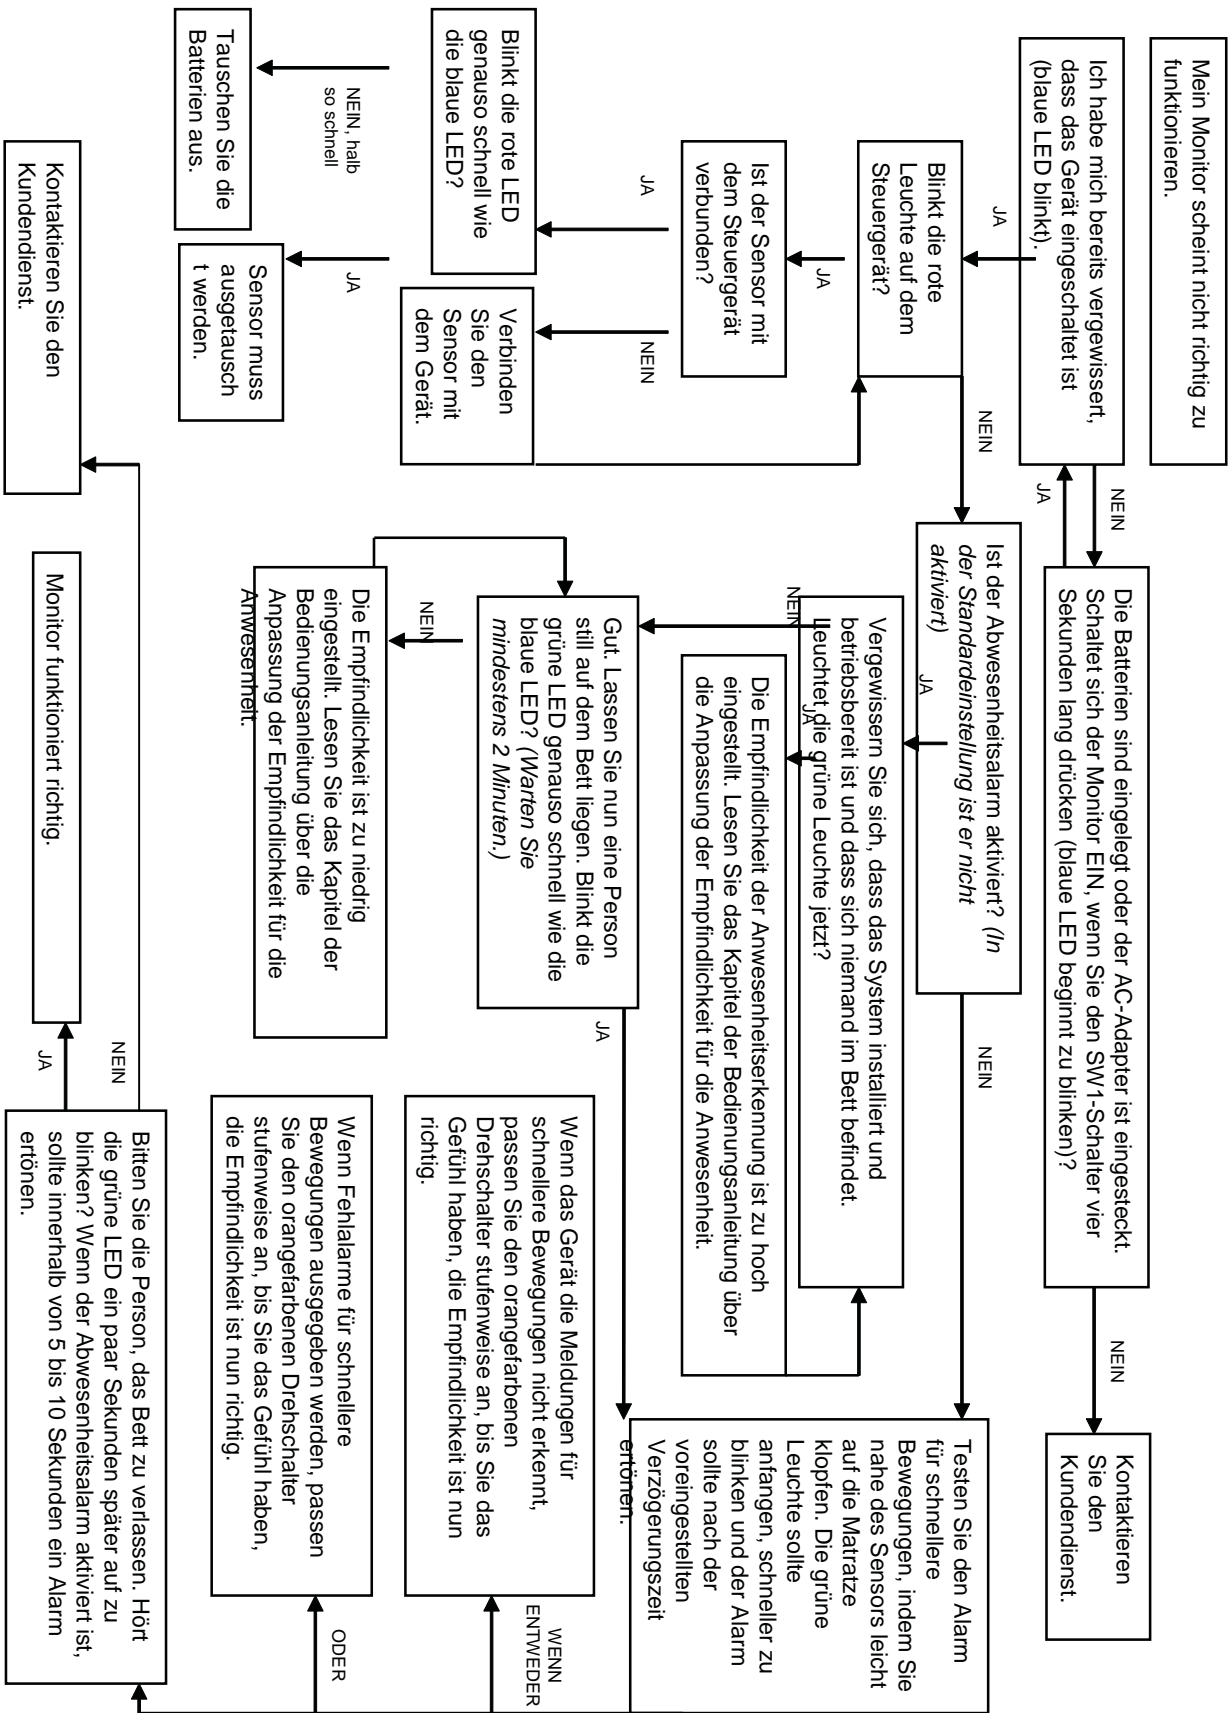 Mein Monitor scheint nicht richtig zu
funktionieren.
Ich habe mich bereits vergewissert,
dass das Gerät eingeschaltet ist
(blaue LED blinkt).
NEIN
JA
Die Batterien sind eingelegt oder der AC-Adapter ist eingesteckt.
Schaltet sich der Monitor EIN, wenn Sie den SW1-Schalter vier
Sekunden lang drücken (blaue LED beginnt zu blinken)?
NEIN
Kontaktieren
Sie den
Kundendienst.
JA
Blinkt die rote
Leuchte auf dem
Steuergerät?
NEIN
Ist der Abwesenheitsalarm aktiviert? (In
der Standardeinstellung ist er nicht
aktiviert)
NEIN
JA
JA
Ist der Sensor mit
dem Steuergerät
verbunden?
Vergewissern Sie sich, dass das System installiert und
betriebsbereit ist und dass sich niemand im Bett befindet.
Leuchtet die grüne Leuchte jetzt?
NEIN
JA
Die Empfindlichkeit der Anwesenheitserkennung ist zu hoch
eingestellt. Lesen Sie das Kapitel der Bedienungsanleitung über
die Anpassung der Empfindlichkeit für die Anwesenheit.
Testen Sie den Alarm
für schnellere
Bewegungen, indem Sie
nahe des Sensors leicht
auf die Matratze
klopfen. Die grüne
Leuchte sollte
anfangen, schneller zu
blinken und der Alarm
sollte nach der
voreingestellten
Verzögerungszeit
ertönen.
JA
NEIN
Blinkt die rote LED
genauso schnell wie
die blaue LED?
Verbinden
Sie den
Sensor mit
dem Gerät.
Gut. Lassen Sie nun eine Person
still auf dem Bett liegen. Blinkt die
grüne LED genauso schnell wie die
blaue LED? (Warten Sie
mindestens 2 Minuten.)
JA
NEIN
Wenn das Gerät die Meldungen für
schnellere Bewegungen nicht erkennt,
passen Sie den orangefarbenen
Drehschalter stufenweise an, bis Sie das
Gefühl haben, die Empfindlichkeit ist nun
richtig.
WENN
ENTWEDER
NEIN, halb
so schnell
JA
Tauschen Sie die
Batterien aus.
Sensor muss
ausgetausch
t werden.
Die Empfindlichkeit ist zu niedrig
eingestellt. Lesen Sie das Kapitel der
Bedienungsanleitung über die
Anpassung der Empfindlichkeit für die
Anwesenheit.
Wenn Fehlalarme für schnellere
Bewegungen ausgegeben werden, passen
Sie den orangefarbenen Drehschalter
stufenweise an, bis Sie das Gefühl haben,
die Empfindlichkeit ist nun richtig.
ODER
Kontaktieren Sie den
Kundendienst.
Monitor funktioniert richtig.
NEIN
JA
Bitten Sie die Person, das Bett zu verlassen. Hört
die grüne LED ein paar Sekunden später auf zu
blinken? Wenn der Abwesenheitsalarm aktiviert ist,
sollte innerhalb von 5 bis 10 Sekunden ein Alarm
ertönen.